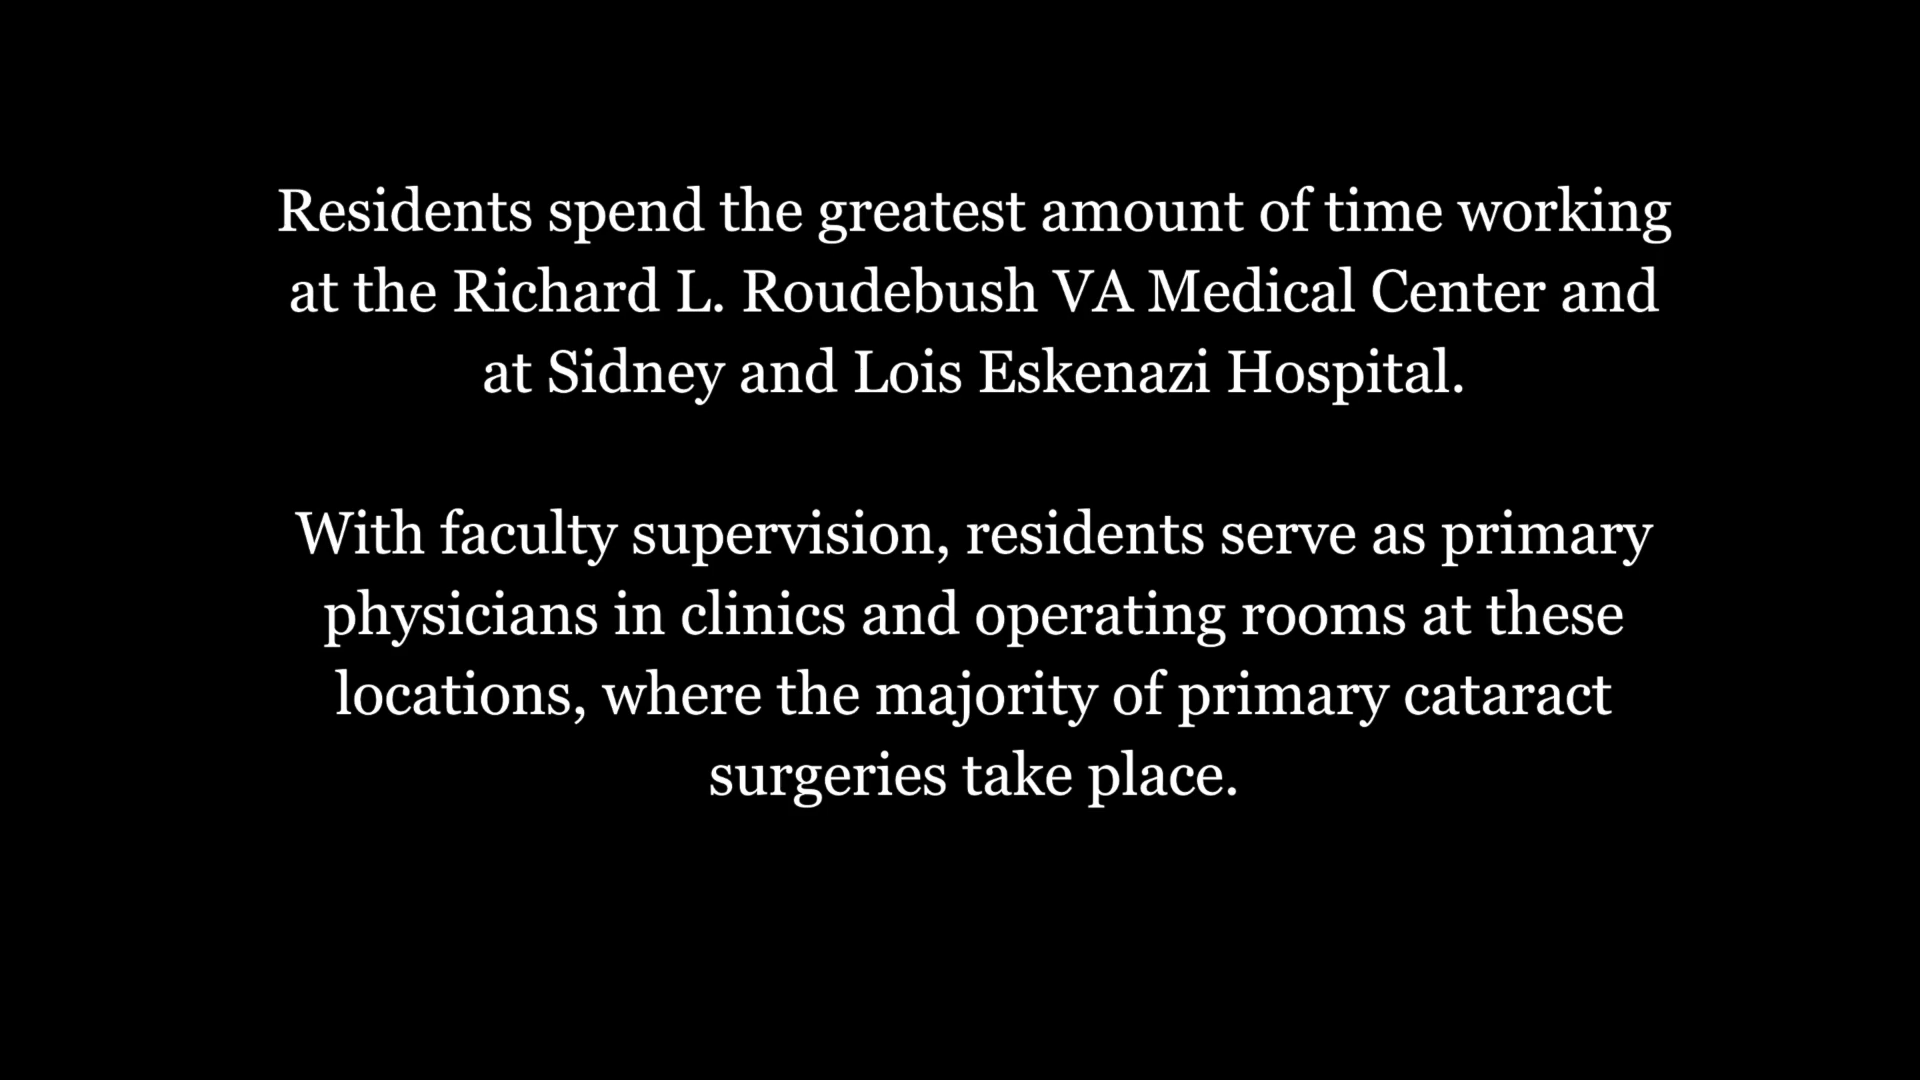 Residents spend the greatest amount of time working
at the Richard L. Roudebush VA Medical Center and
at Sidney and Lois Eskenazi Hospital.
With faculty supervision, residents serve as primary
physicians in clinics and operating rooms at these
locations, where the majority of primary cataract
surgeries take place.